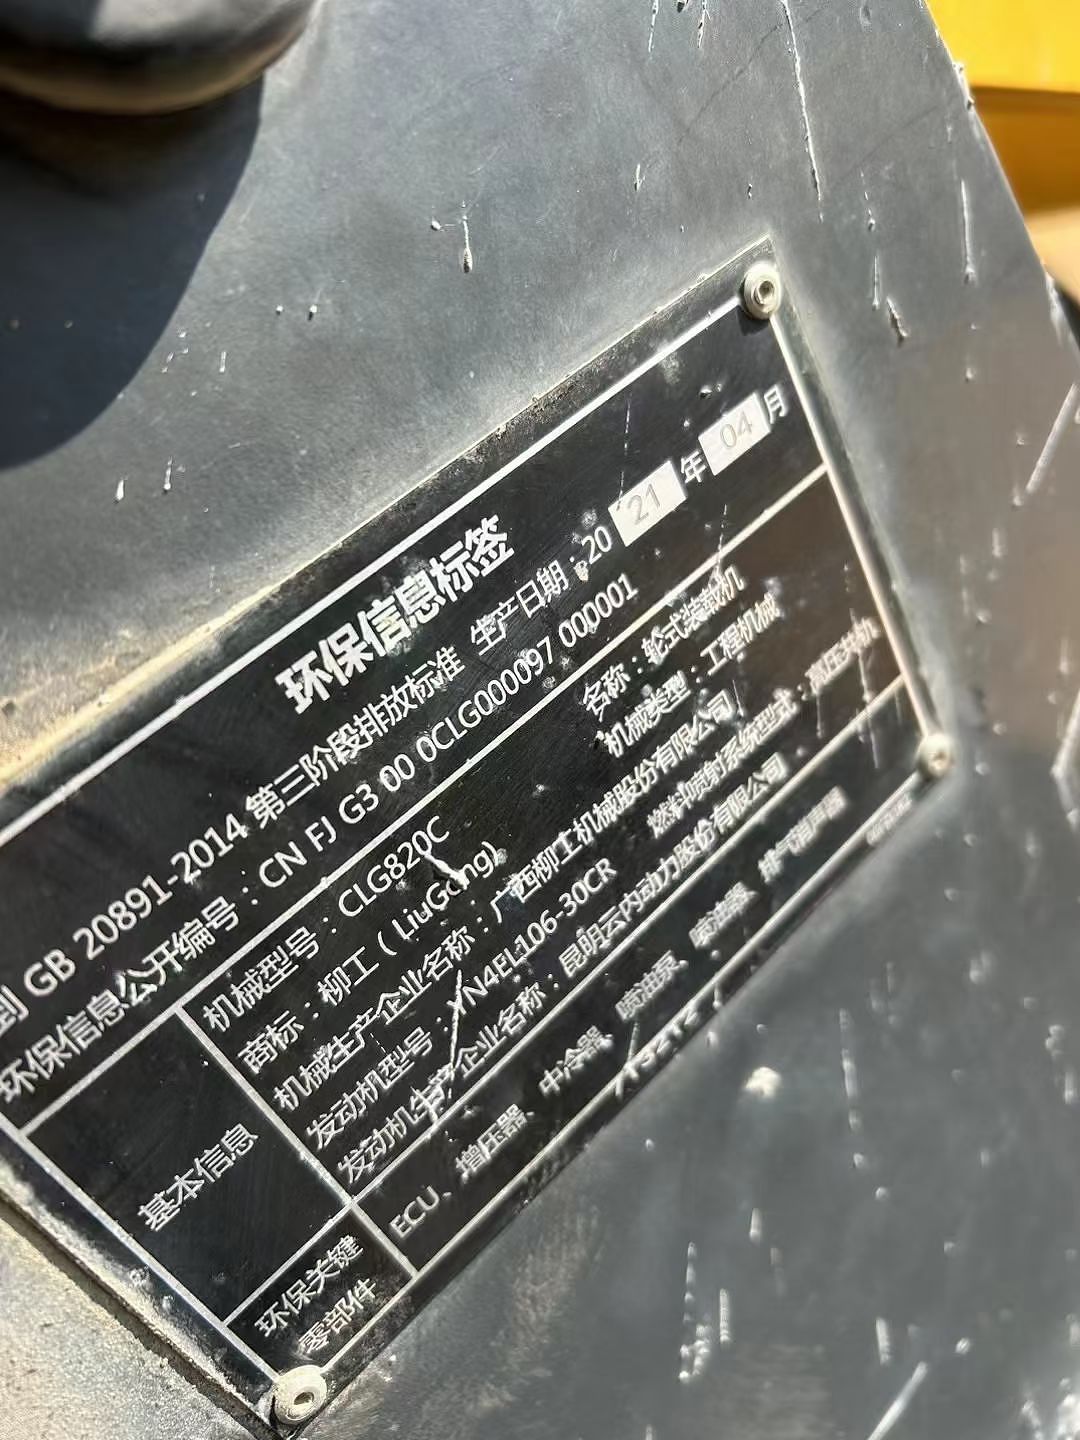 环保信息标签
到 GB 20891-2014 第三阶段排放标准 生产日期：2021年04月
环保信息公开编号：CN FJ G3 00 0CLG000097 000001
基本信息
机械型号：CLG820C 名称：轮式装载机
商标：柳工（LiuGong) 机械类型：工程机械
机械生产企业名称：广西柳工机械股份有限公司
发动机型号：YN4EL106-30CR 燃料喷射系统型式：高压共轨
发动机生产企业名称：昆明云内动力股份有限公司
环保关键
零部件
ECU、增压器、中冷器、喷油泵、喷油器、排气消声器